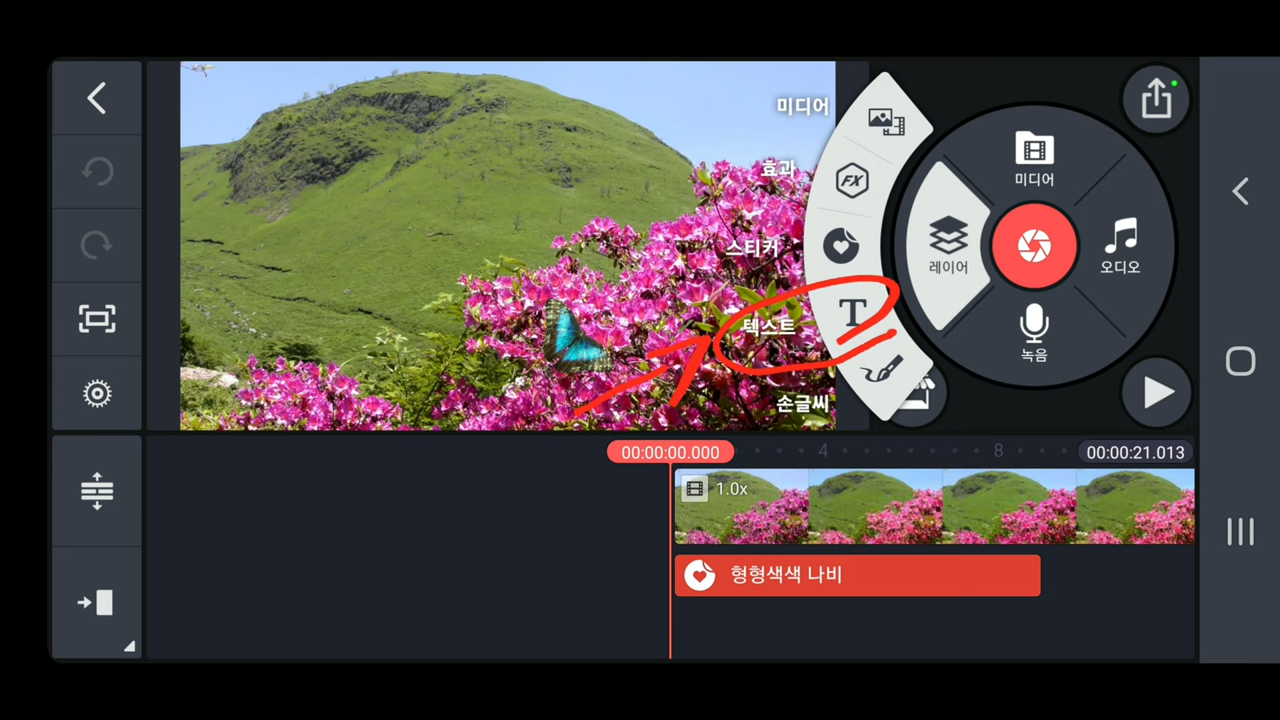 미디어
효과
스티커
텍스트
손글씨
FX
T
미디어
레이어
오디오
녹음
00:00:00.000
4
8
00:00:21.013
1.0x
형형색색 나비